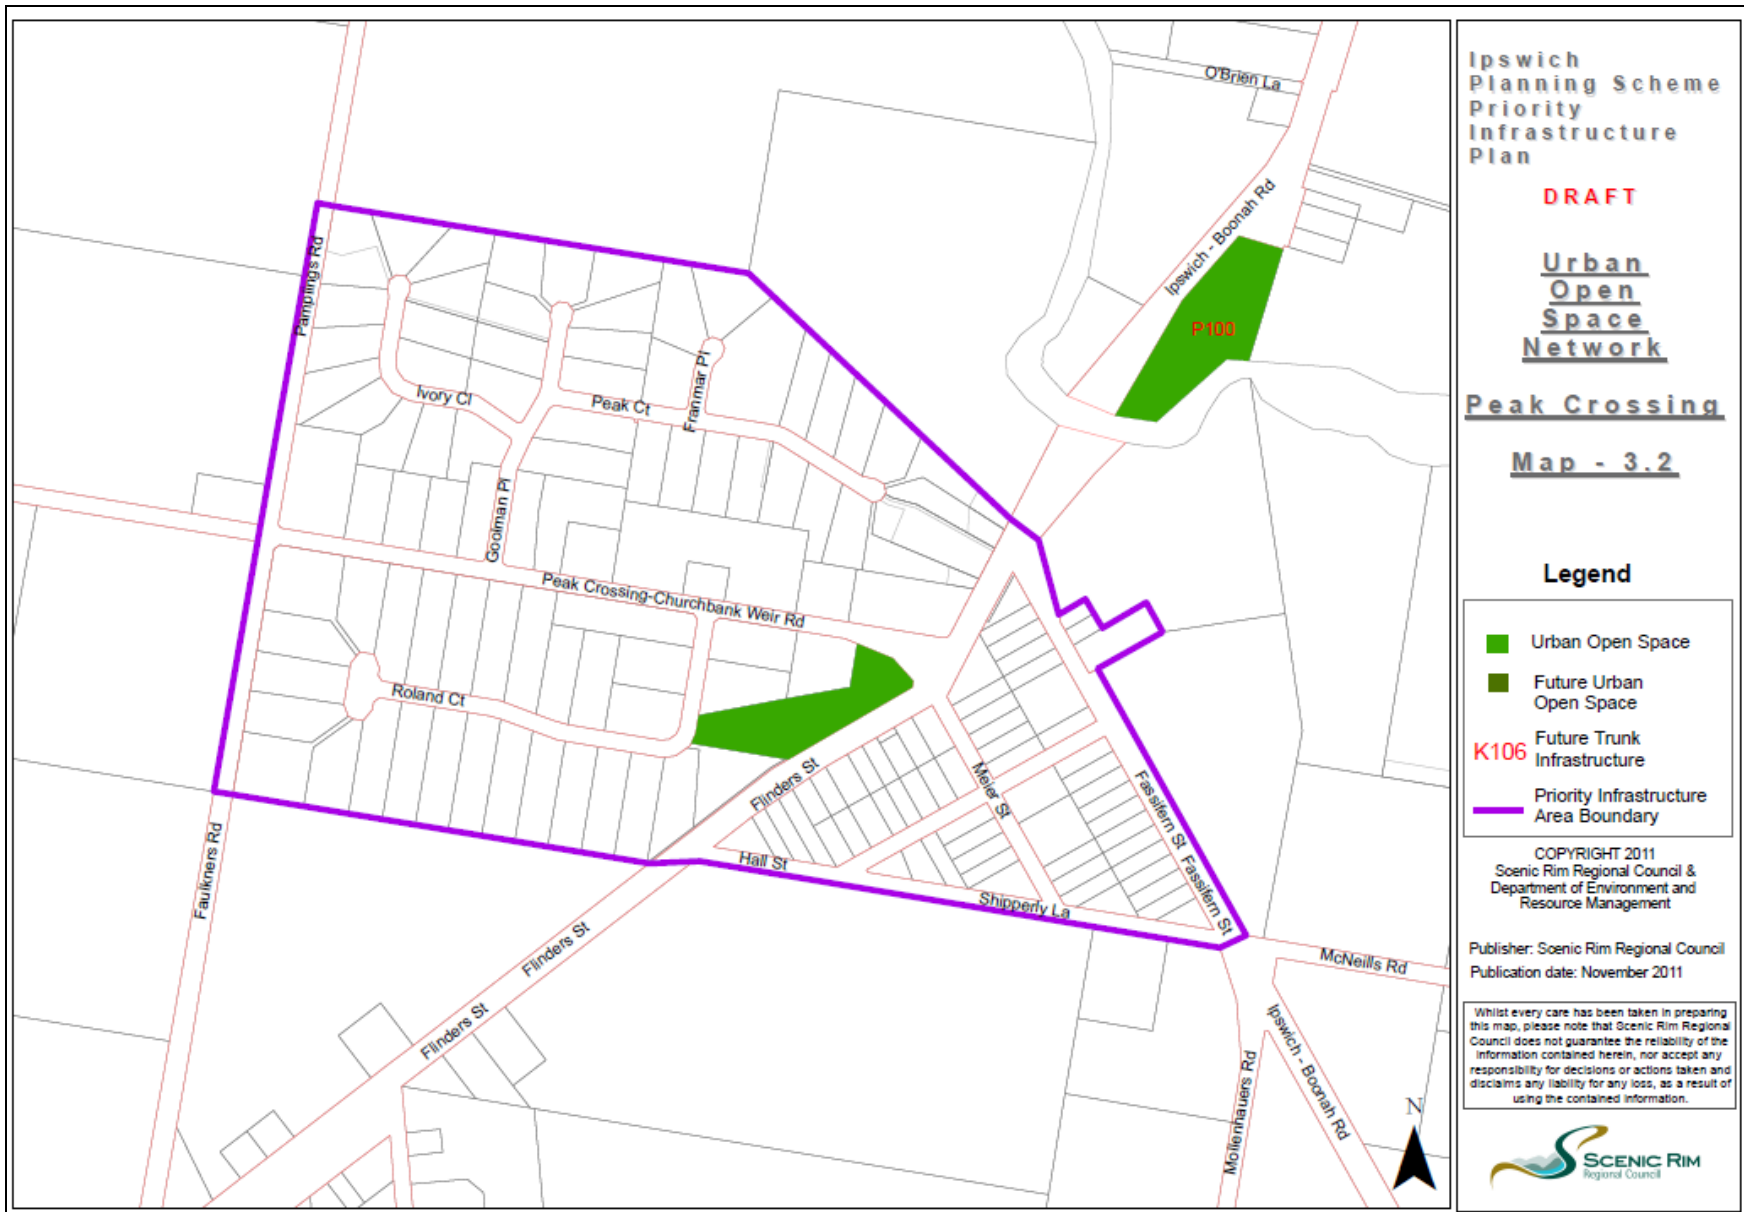 O'Brien La
Ipswich - Boonah Rd
P100
Pamplings Rd
Ivory Cl
Peak Ct
Franmar Pl
Goolman Pl
Peak Crossing-Churchbank Weir Rd
Roland Ct
Flinders St
Meier St
Fassifern St
Fassifern St
Hall St
Shipperly La
Faulkners Rd
Flinders St
Flinders St
McNeills Rd
Ipswich - Boonah Rd
Mollenhauers Rd
N
Ipswich
Planning Scheme
Priority
Infrastructure
Plan
DRAFT
Urban
Open
Space
Network
Peak Crossing
Map - 3.2
Legend
Urban Open Space
Future Urban
Open Space
K106 Future Trunk
Infrastructure
Priority Infrastructure
Area Boundary
COPYRIGHT 2011
Scenic Rim Regional Council &
Department of Environment and
Resource Management
Publisher: Scenic Rim Regional Council
Publication date: November 2011
Whilst every care has been taken in preparing
this map, please note that Scenic Rim Regional
Council does not guarantee the reliability of the
information contained herein, nor accept any
responsibility for decisions or actions taken and
disclaims any liability for any loss, as a result of
using the contained information.
SCENIC RIM
Regional Council